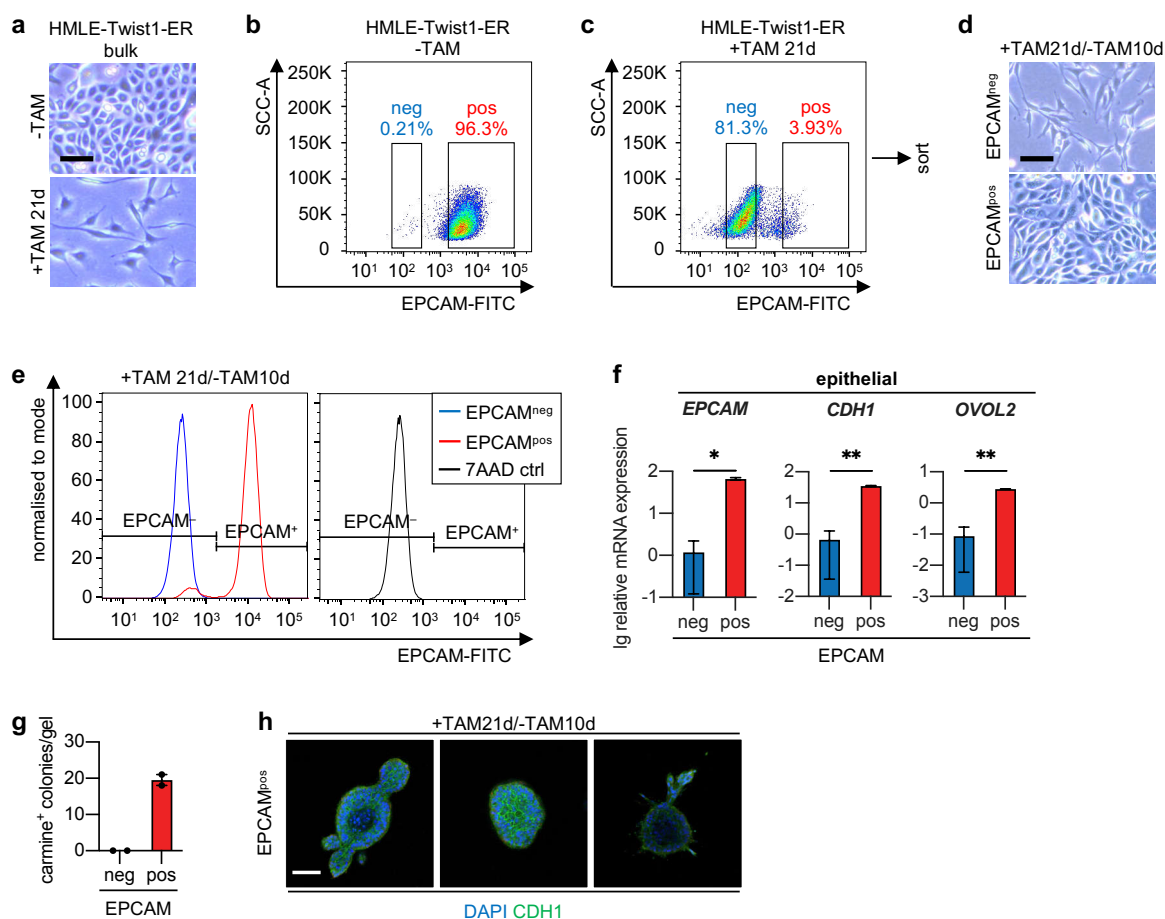 a
HMLE-Twist1-ER
bulk
-TAM
+TAM 21d
b
HMLE-Twist1-ER
-TAM
SCC-A
250K
200K
150K
100K
50K
0
neg
0.21%
pos
96.3%
10¹ 10² 10³ 10⁴ 10⁵
EPCAM-FITC
c
HMLE-Twist1-ER
+TAM 21d
SCC-A
250K
200K
150K
100K
50K
0
neg
81.3%
pos
3.93%
10¹ 10² 10³ 10⁴ 10⁵
EPCAM-FITC
sort
d
+TAM21d/-TAM10d
EPCAMⁿᵉᵍ
EPCAMᵖᵒˢ
e
+TAM 21d/-TAM10d
normalised to mode
100
80
60
40
20
0
EPCAM⁻
EPCAM⁺
10¹ 10² 10³ 10⁴ 10⁵
EPCAM⁻
EPCAM⁺
10¹ 10² 10³ 10⁴ 10⁵
EPCAMⁿᵉᵍ
EPCAMᵖᵒˢ
7AAD ctrl
EPCAM-FITC
f
epithelial
EPCAM CDH1 OVOL2
lg relative mRNA expression
*
2
1
0
-1
neg pos
**
2
1
0
-1
-2
neg pos
**
1
0
-1
-2
-3
neg pos
EPCAM
g
carmine⁺ colonies/gel
30
20
10
0
neg pos
EPCAM
h
+TAM21d/-TAM10d
EPCAMᵖᵒˢ
DAPI CDH1